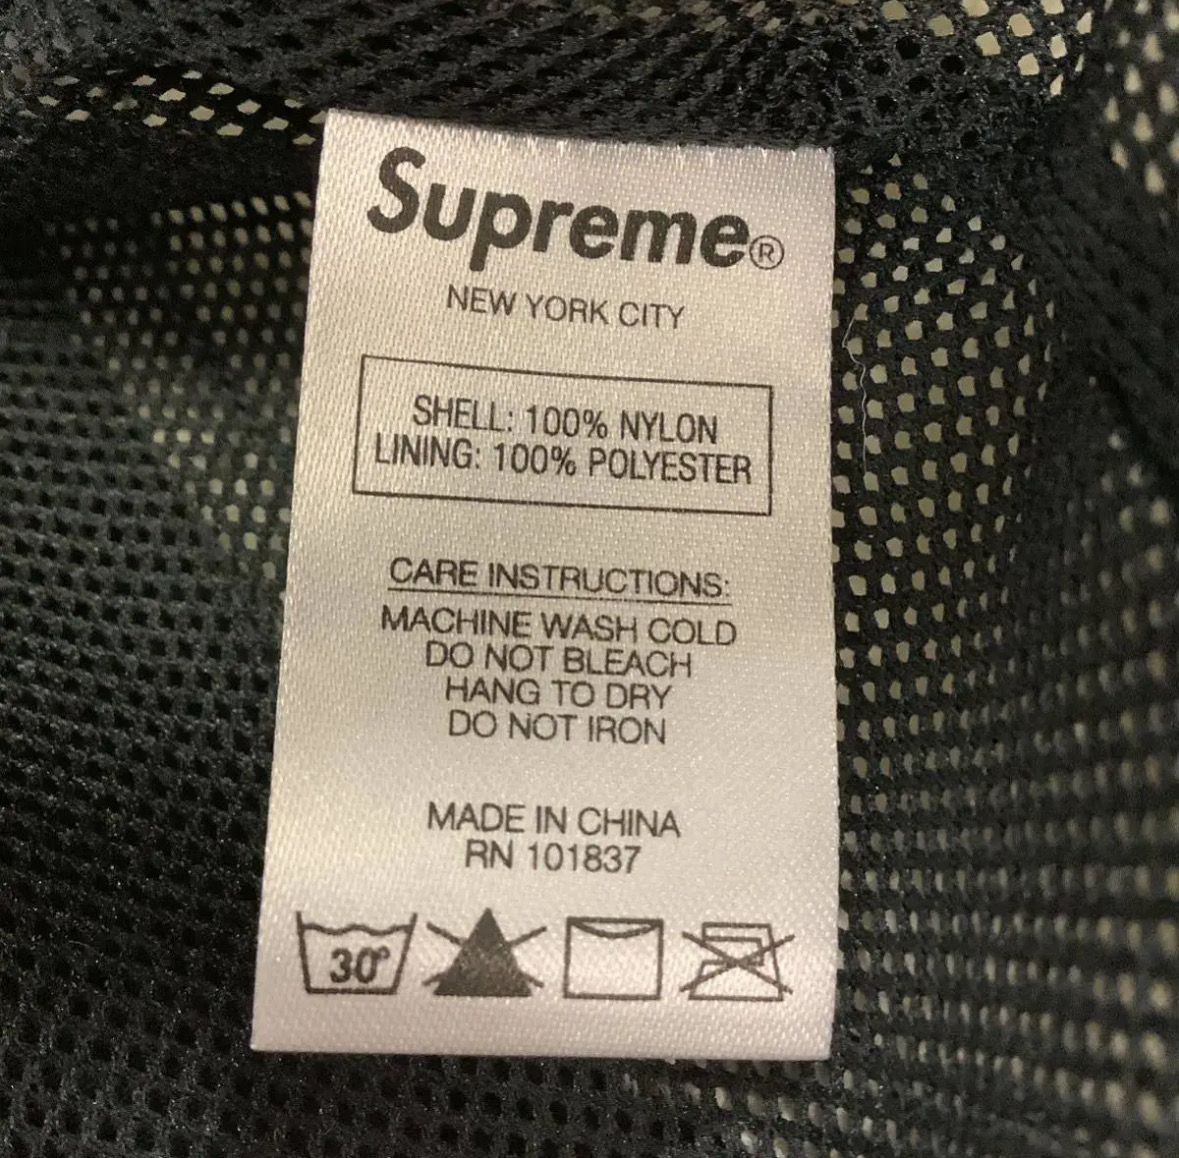 Supreme®
NEW YORK CITY
SHELL: 100% NYLON
LINING: 100% POLYESTER
CARE INSTRUCTIONS:
MACHINE WASH COLD
DO NOT BLEACH
HANG TO DRY
DO NOT IRON
MADE IN CHINA
RN 101837
30°